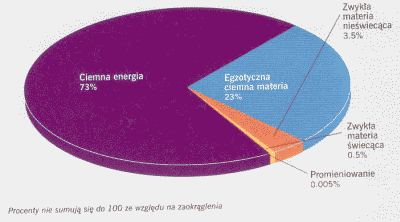 Zwykła
materia
nieświecąca
3.5%
Ciemna energia
73%
Egzotyczna
ciemna materia
23%
Zwykła
materia
świecąca
0.5%
Promieniowanie
0.005%
Procenty nie sumują się do 100 ze względu na zaokrąglenia